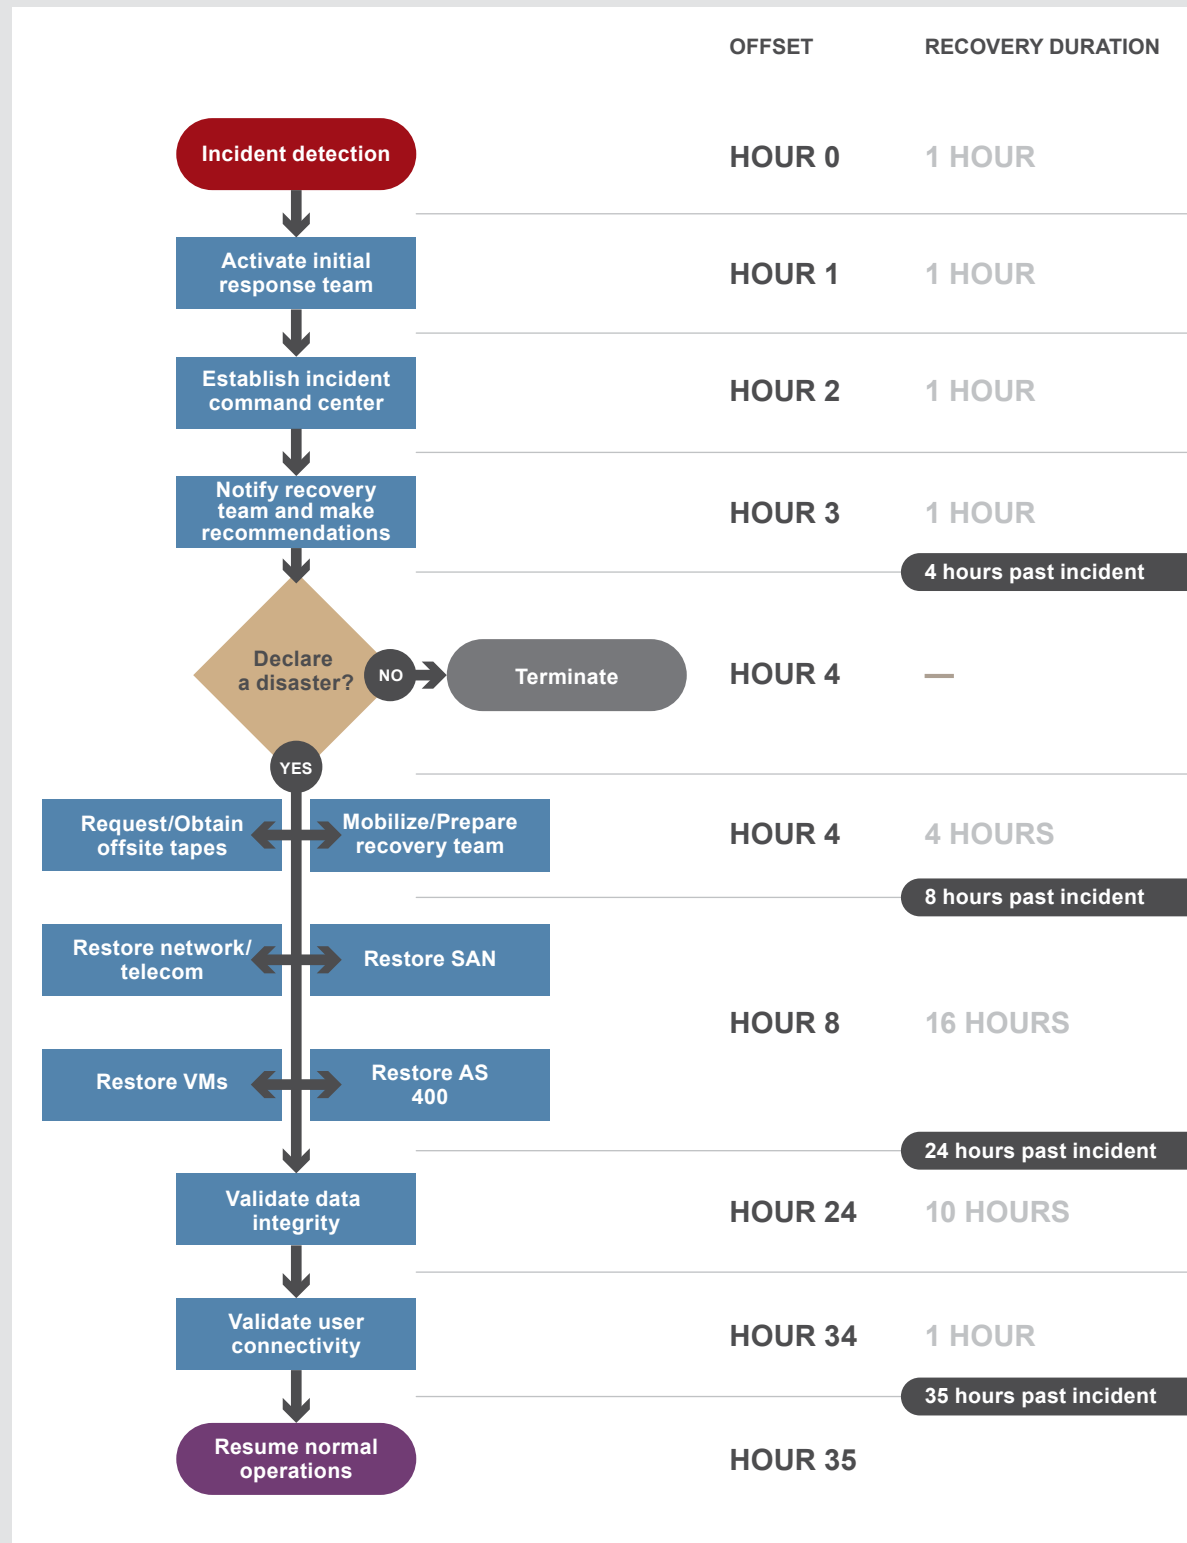 OFFSET RECOVERY DURATION
Incident detection
HOUR 0 1 HOUR
Activate initial
response team
HOUR 1 1 HOUR
Establish incident
command center
HOUR 2 1 HOUR
Notify recovery
team and make
recommendations
HOUR 3 1 HOUR
4 hours past incident
Declare
a disaster?
NO
Terminate
HOUR 4 —
YES
Request/Obtain
offsite tapes
Mobilize/Prepare
recovery team
HOUR 4 4 HOURS
8 hours past incident
Restore network/
telecom
Restore SAN
HOUR 8 16 HOURS
Restore VMs
Restore AS
400
24 hours past incident
Validate data
integrity
HOUR 24 10 HOURS
Validate user
connectivity
HOUR 34 1 HOUR
35 hours past incident
Resume normal
operations
HOUR 35